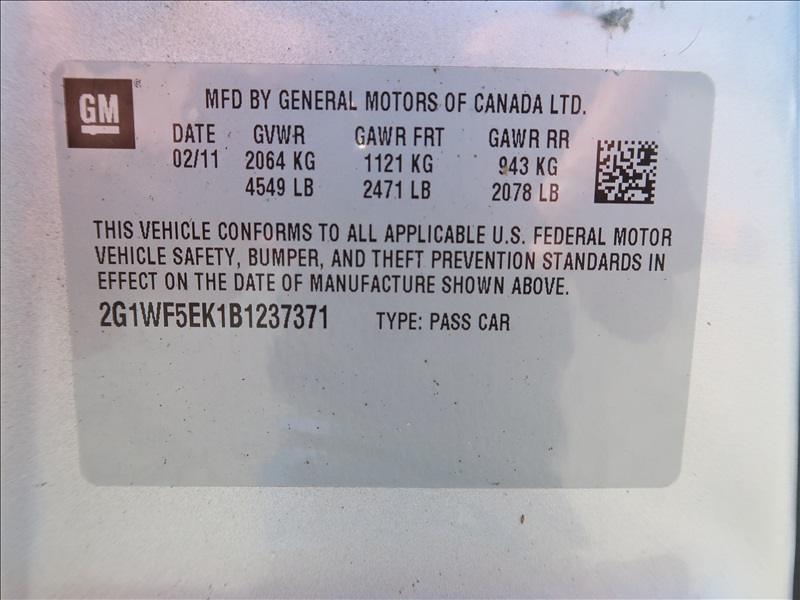 GM
MFD BY GENERAL MOTORS OF CANADA LTD.
DATE GVWR GAWR FRT GAWR RR
02/11 2064 KG 1121 KG 943 KG
4549 LB 2471 LB 2078 LB
THIS VEHICLE CONFORMS TO ALL APPLICABLE U.S. FEDERAL MOTOR
VEHICLE SAFETY, BUMPER, AND THEFT PREVENTION STANDARDS IN
EFFECT ON THE DATE OF MANUFACTURE SHOWN ABOVE.
2G1WF5EK1B1237371 TYPE: PASS CAR